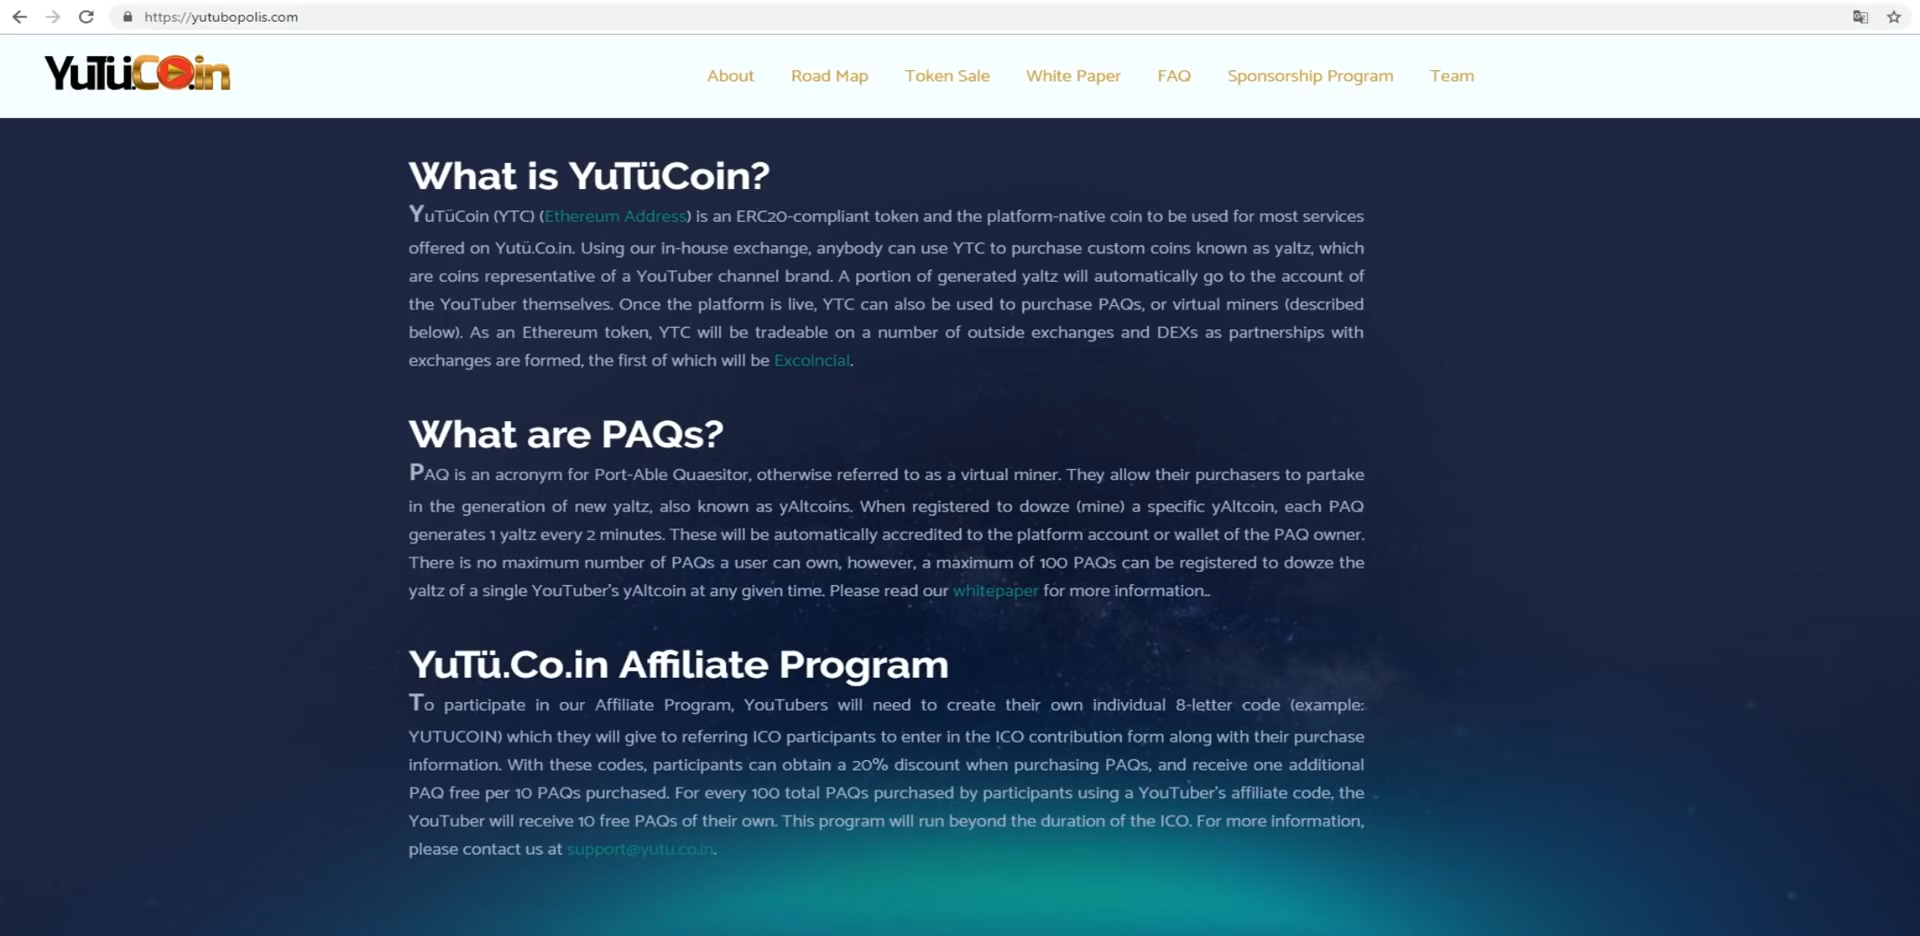 https://yutubopolis.com
YuTü.CO.in
About Road Map Token Sale White Paper FAQ Sponsorship Program Team
What is YuTüCoin?
YuTüCoin (YTC) (Ethereum Address) is an ERC20-compliant token and the platform-native coin to be used for most services
offered on Yutü.Co.in. Using our in-house exchange, anybody can use YTC to purchase custom coins known as yaltz, which
are coins representative of a YouTuber channel brand. A portion of generated yaltz will automatically go to the account of
the YouTuber themselves. Once the platform is live, YTC can also be used to purchase PAQs, or virtual miners (described
below). As an Ethereum token, YTC will be tradeable on a number of outside exchanges and DEXs as partnerships with
exchanges are formed, the first of which will be Excoincial.
What are PAQs?
PAQ is an acronym for Port-Able Quaesitor, otherwise referred to as a virtual miner. They allow their purchasers to partake
in the generation of new yaltz, also known as yAltcoins. When registered to dowze (mine) a specific yAltcoin, each PAQ
generates 1 yaltz every 2 minutes. These will be automatically accredited to the platform account or wallet of the PAQ owner.
There is no maximum number of PAQs a user can own, however, a maximum of 100 PAQs can be registered to dowze the
yaltz of a single YouTuber's yAltcoin at any given time. Please read our whitepaper for more information..
YuTü.Co.in Affiliate Program
To participate in our Affiliate Program, YouTubers will need to create their own individual 8-letter code (example:
YUTUCOIN) which they will give to referring ICO participants to enter in the ICO contribution form along with their purchase
information. With these codes, participants can obtain a 20% discount when purchasing PAQs, and receive one additional
PAQ free per 10 PAQs purchased. For every 100 total PAQs purchased by participants using a YouTuber's affiliate code, the
YouTuber will receive 10 free PAQs of their own. This program will run beyond the duration of the ICO. For more information,
please contact us at support@yutu.co.in.